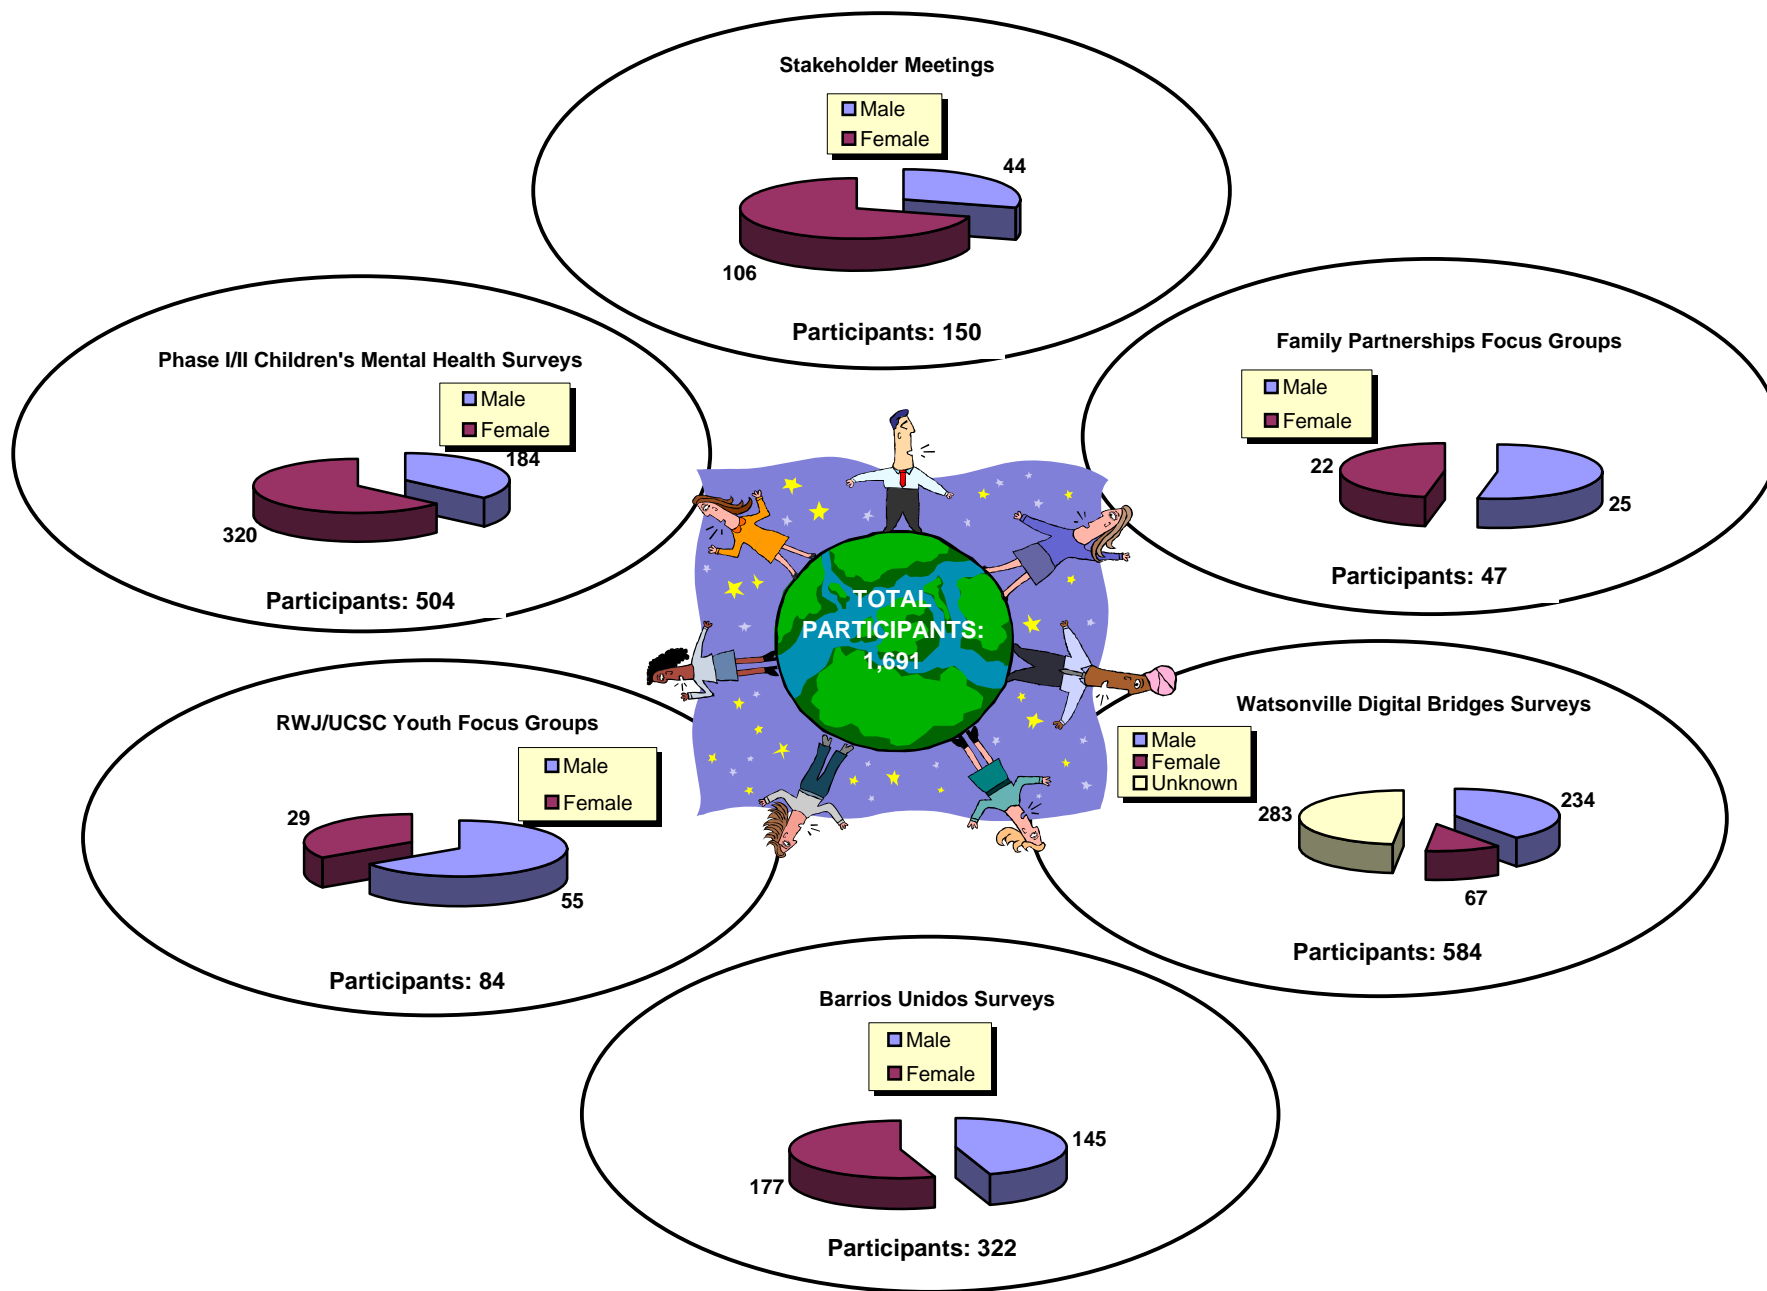 Stakeholder Meetings
Male
Female
44
106
Participants: 150
Phase I/II Children's Mental Health Surveys
Male
Female
184
320
Participants: 504
Family Partnerships Focus Groups
Male
Female
22
25
Participants: 47
TOTAL
PARTICIPANTS:
1,691
RWJ/UCSC Youth Focus Groups
Male
Female
29
55
Participants: 84
Watsonville Digital Bridges Surveys
Male
Female
Unknown
283
234
67
Participants: 584
Barrios Unidos Surveys
Male
Female
145
177
Participants: 322